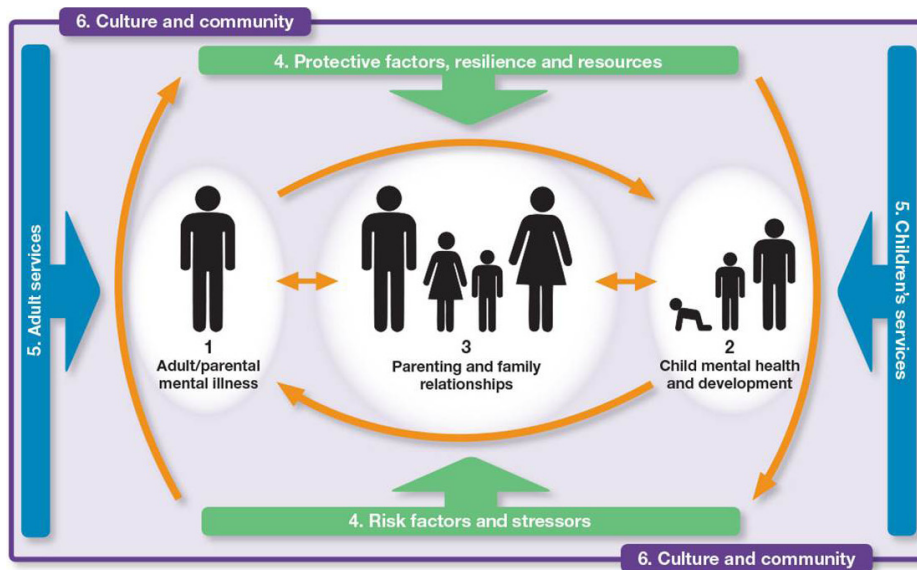 6. Culture and community
4. Protective factors, resilience and resources
5. Adult services
5. Children's services
1
Adult/parental
mental illness
3
Parenting and family
relationships
2
Child mental health
and development
4. Risk factors and stressors
6. Culture and community